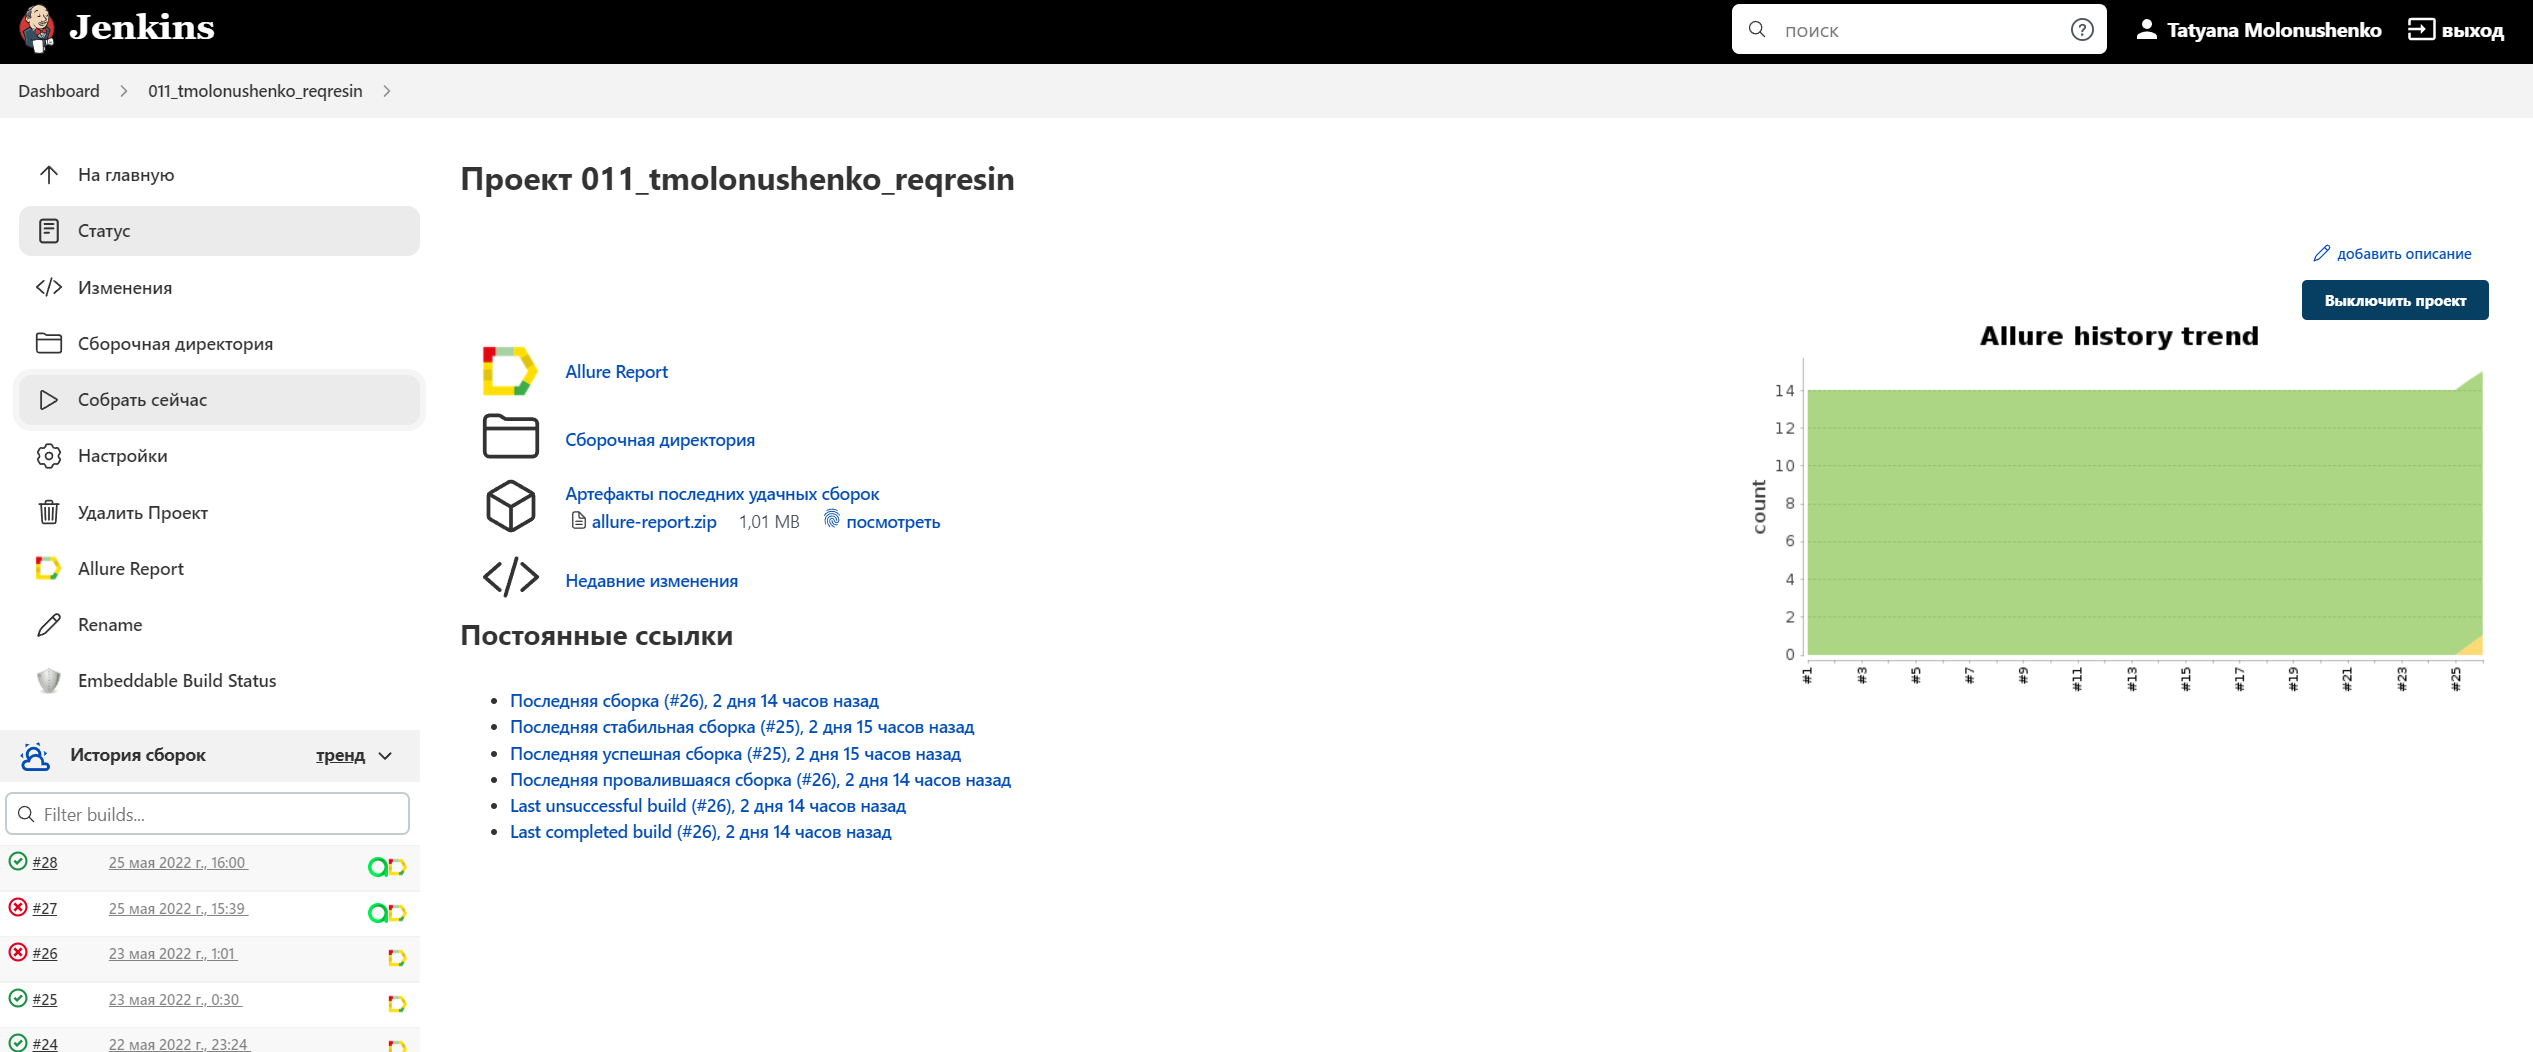 Jenkins
поиск
Tatyana Molonushenko
выход
Dashboard
011_tmolonushenko_reqresin
На главную
Статус
Изменения
Сборочная директория
Собрать сейчас
Настройки
Удалить Проект
Allure Report
Rename
Embeddable Build Status
История сборок
тренд
Filter builds...
#28 25 мая 2022 г., 16:00
#27 25 мая 2022 г., 15:39
#26 23 мая 2022 г., 1:01
#25 23 мая 2022 г., 0:30
#24 22 мая 2022 г., 23:24
Проект 011_tmolonushenko_reqresin
добавить описание
Выключить проект
Allure Report
Сборочная директория
Артефакты последних удачных сборок
allure-report.zip 1,01 MB посмотреть
Недавние изменения
Постоянные ссылки
Последняя сборка (#26), 2 дня 14 часов назад
Последняя стабильная сборка (#25), 2 дня 15 часов назад
Последняя успешная сборка (#25), 2 дня 15 часов назад
Последняя провалившаяся сборка (#26), 2 дня 14 часов назад
Last unsuccessful build (#26), 2 дня 14 часов назад
Last completed build (#26), 2 дня 14 часов назад
Allure history trend
count
14
12
10
8
6
4
2
0
#1 #3 #5 #7 #9 #11 #13 #15 #17 #19 #21 #23 #25